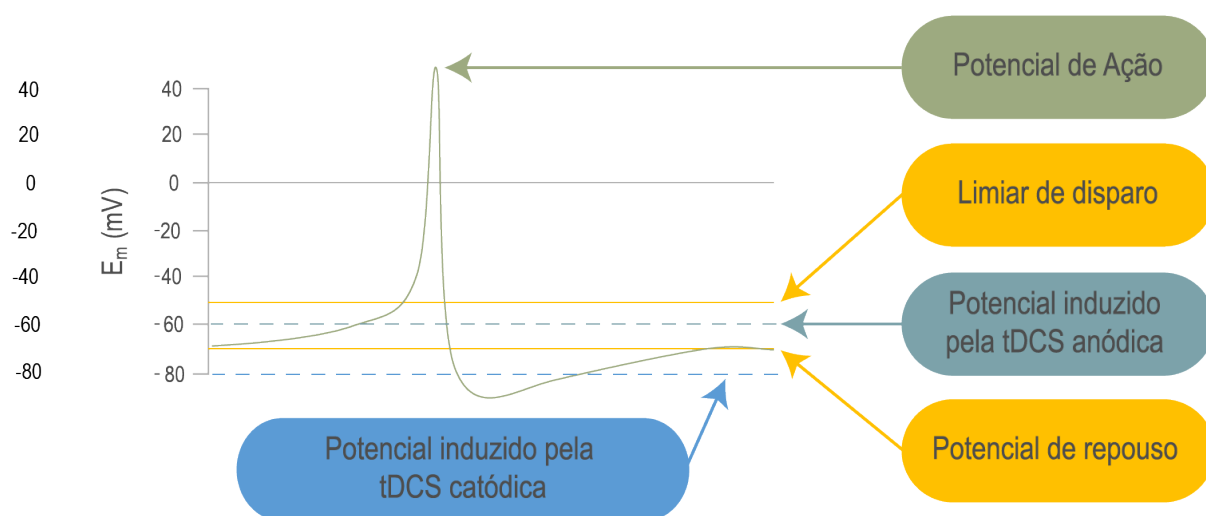 Potencial de Ação
40 40
20 20
0 0
Limiar de disparo
-20 -20
Em (mV)
-40 -40
-60 -60
Potencial induzido
pela tDCS anódica
-80 -80
Potencial de repouso
Potencial induzido pela
tDCS catódica